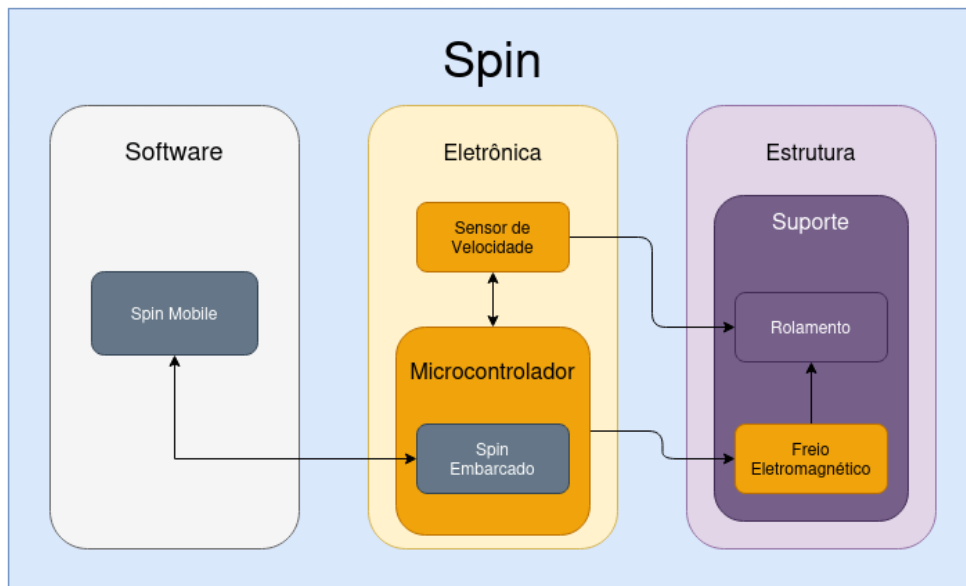 Spin
Software
Spin Mobile
Eletrônica
Sensor de
Velocidade
Microcontrolador
Spin
Embarcado
Estrutura
Suporte
Rolamento
Freio
Eletromagnético